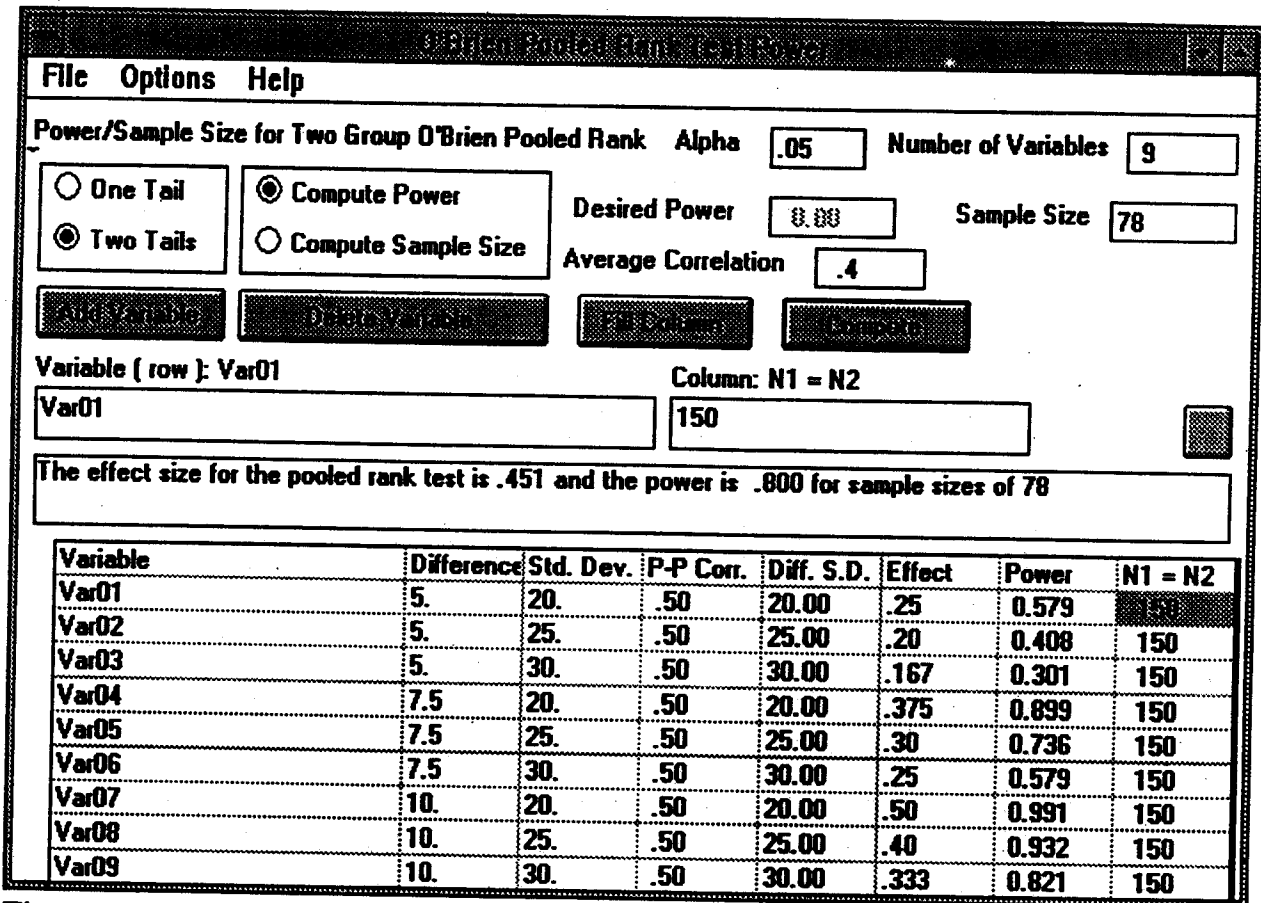 O'Brien Pooled Rank Test Power
File Options Help
Power/Sample Size for Two Group O'Brien Pooled Rank Alpha .05 Number of Variables 9
One Tail Compute Power Desired Power 0.00 Sample Size 78
Two Tails Compute Sample Size Average Correlation .4
Add Variable Delete Variable Fill Column Compute
Variable ( row ): Var01 Column: N1 = N2
Var01 150
The effect size for the pooled rank test is .451 and the power is .800 for sample sizes of 78
Variable Difference Std. Dev. P-P Corr. Diff. S.D. Effect Power N1 = N2
Var01 5. 20. .50 20.00 .25 0.579 150
Var02 5. 25. .50 25.00 .20 0.408 150
Var03 5. 30. .50 30.00 .167 0.301 150
Var04 7.5 20. .50 20.00 .375 0.899 150
Var05 7.5 25. .50 25.00 .30 0.736 150
Var06 7.5 30. .50 30.00 .25 0.579 150
Var07 10. 20. .50 20.00 .50 0.991 150
Var08 10. 25. .50 25.00 .40 0.932 150
Var09 10. 30. .50 30.00 .333 0.821 150